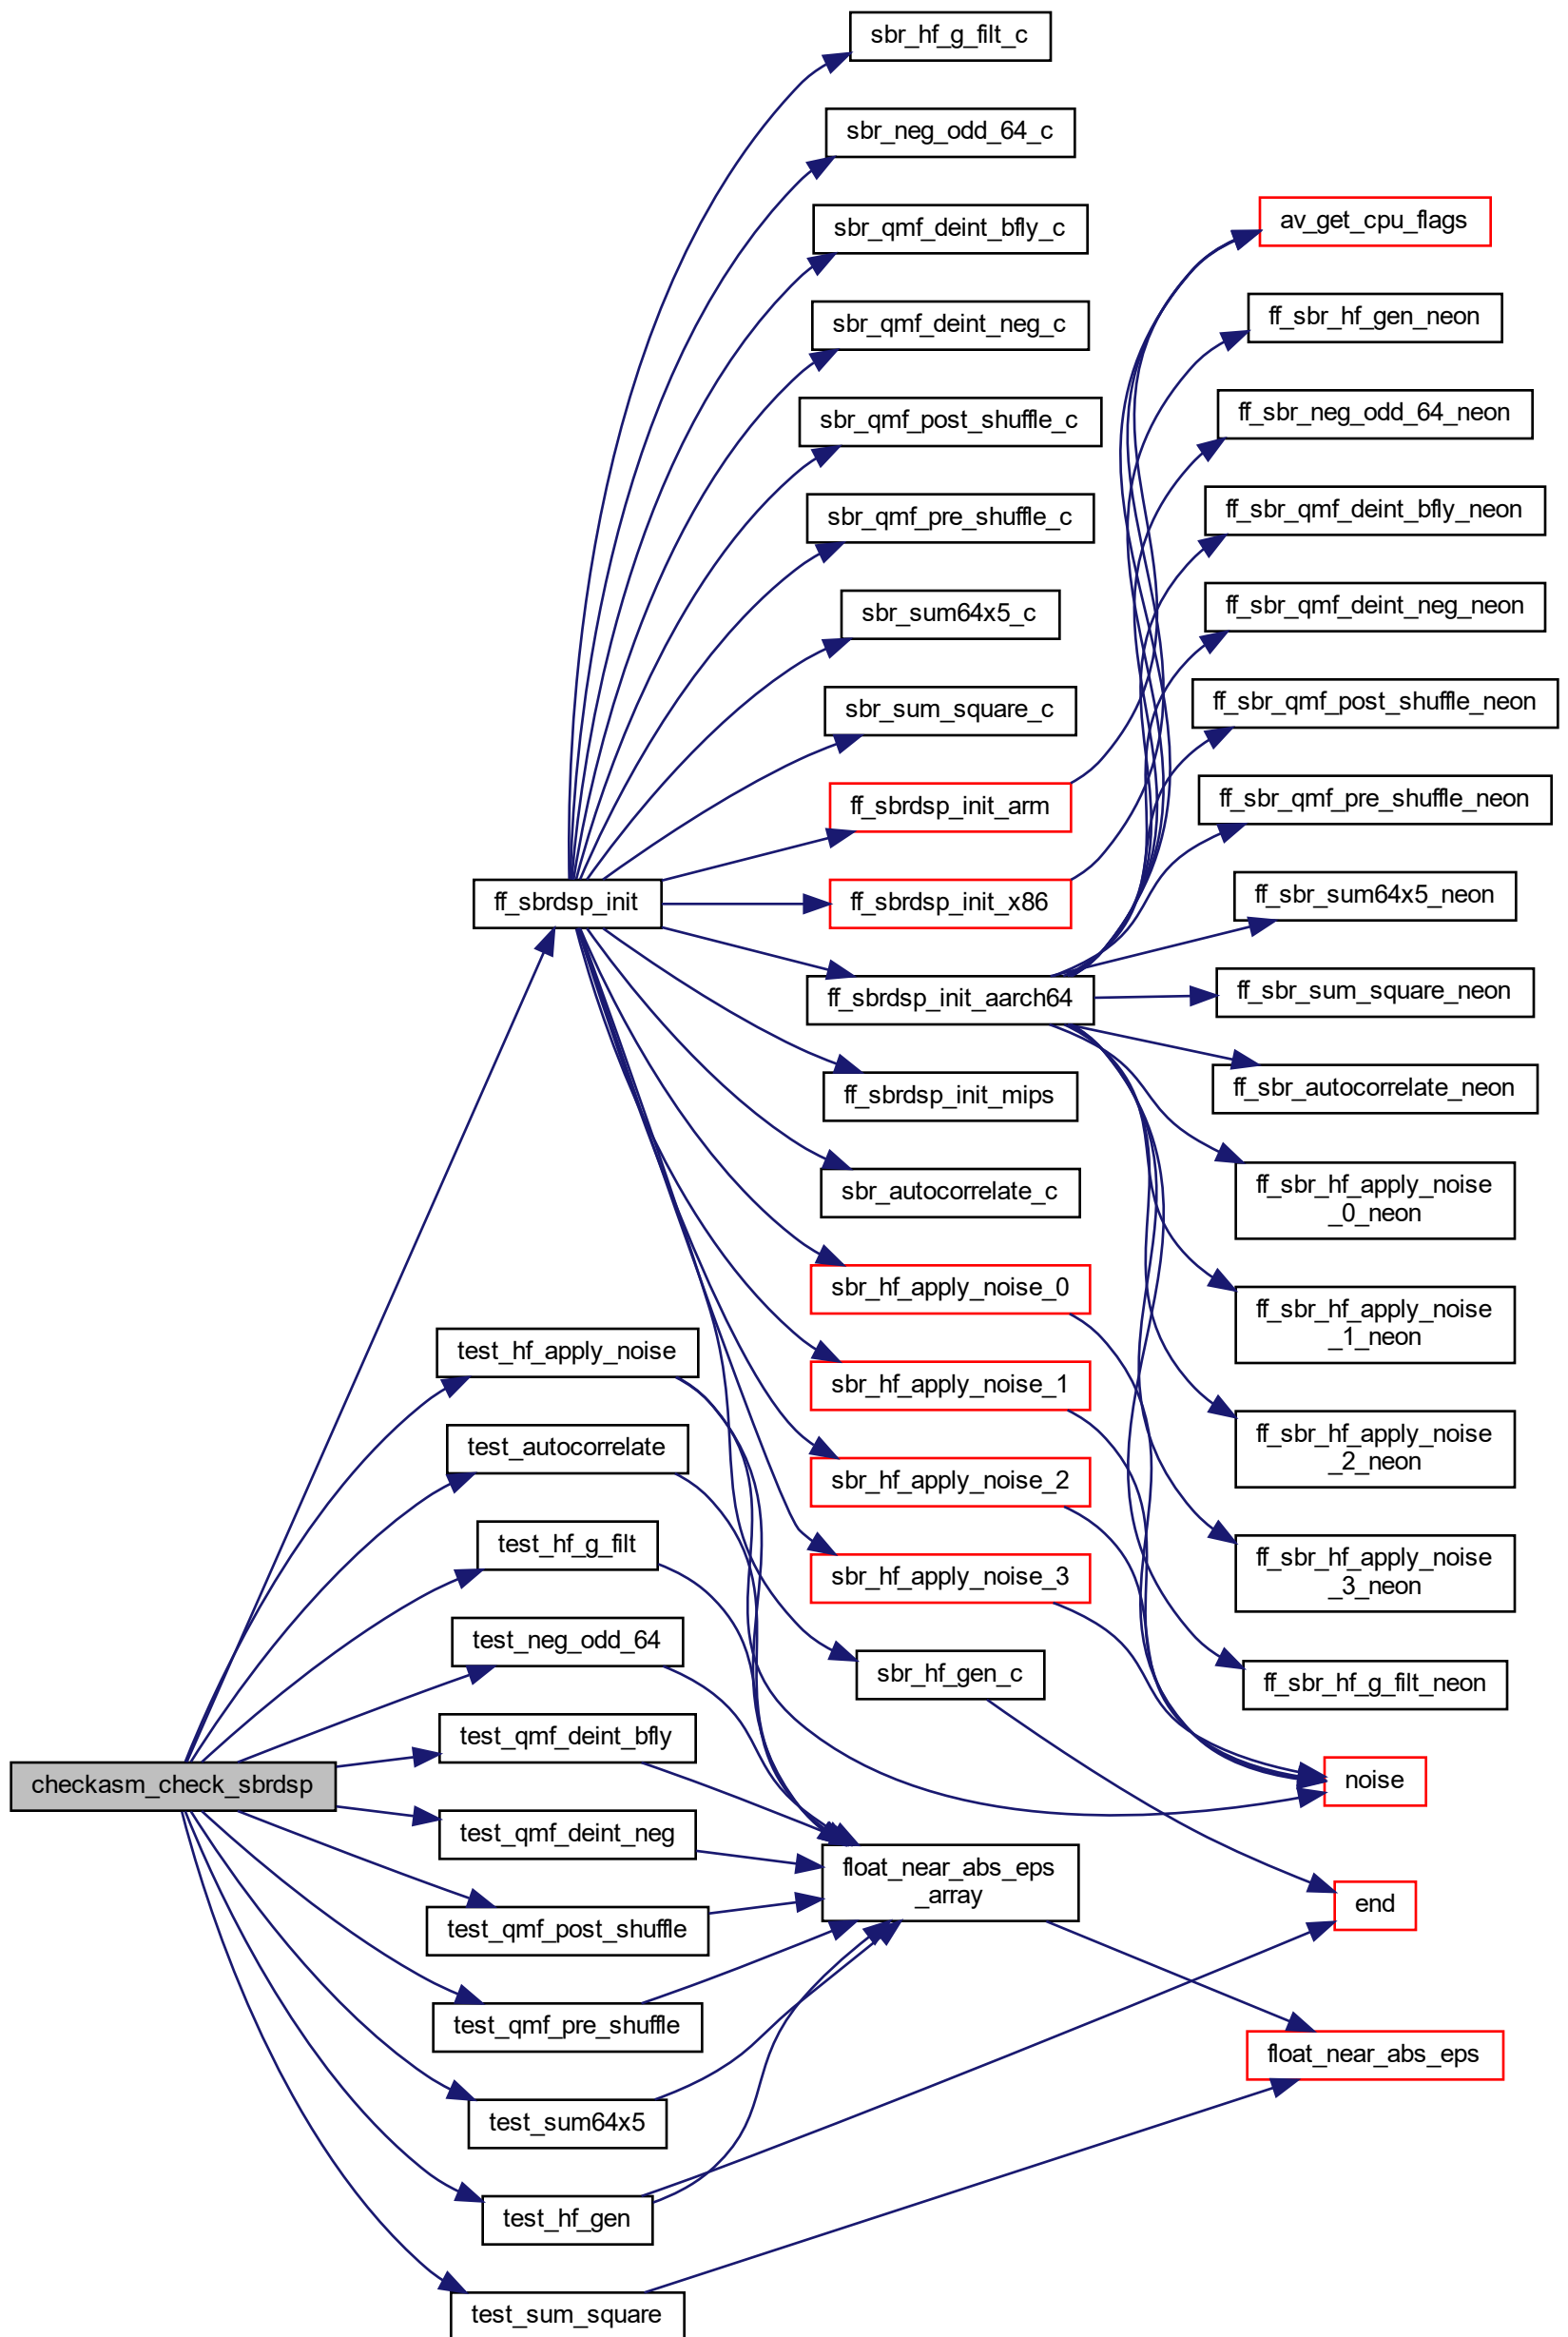 sbr_hf_g_filt_c
sbr_neg_odd_64_c
sbr_qmf_deint_bfly_c
sbr_qmf_deint_neg_c
sbr_qmf_post_shuffle_c
sbr_qmf_pre_shuffle_c
sbr_sum64x5_c
sbr_sum_square_c
ff_sbrdsp_init_arm
ff_sbrdsp_init
ff_sbrdsp_init_x86
ff_sbrdsp_init_aarch64
ff_sbrdsp_init_mips
sbr_autocorrelate_c
sbr_hf_apply_noise_0
sbr_hf_apply_noise_1
sbr_hf_apply_noise_2
sbr_hf_apply_noise_3
sbr_hf_gen_c
av_get_cpu_flags
ff_sbr_hf_gen_neon
ff_sbr_neg_odd_64_neon
ff_sbr_qmf_deint_bfly_neon
ff_sbr_qmf_deint_neg_neon
ff_sbr_qmf_post_shuffle_neon
ff_sbr_qmf_pre_shuffle_neon
ff_sbr_sum64x5_neon
ff_sbr_sum_square_neon
ff_sbr_autocorrelate_neon
ff_sbr_hf_apply_noise
_0_neon
ff_sbr_hf_apply_noise
_1_neon
ff_sbr_hf_apply_noise
_2_neon
ff_sbr_hf_apply_noise
_3_neon
ff_sbr_hf_g_filt_neon
noise
end
float_near_abs_eps
test_hf_apply_noise
test_autocorrelate
test_hf_g_filt
test_neg_odd_64
test_qmf_deint_bfly
checkasm_check_sbrdsp
test_qmf_deint_neg
float_near_abs_eps
_array
test_qmf_post_shuffle
test_qmf_pre_shuffle
test_sum64x5
test_hf_gen
test_sum_square